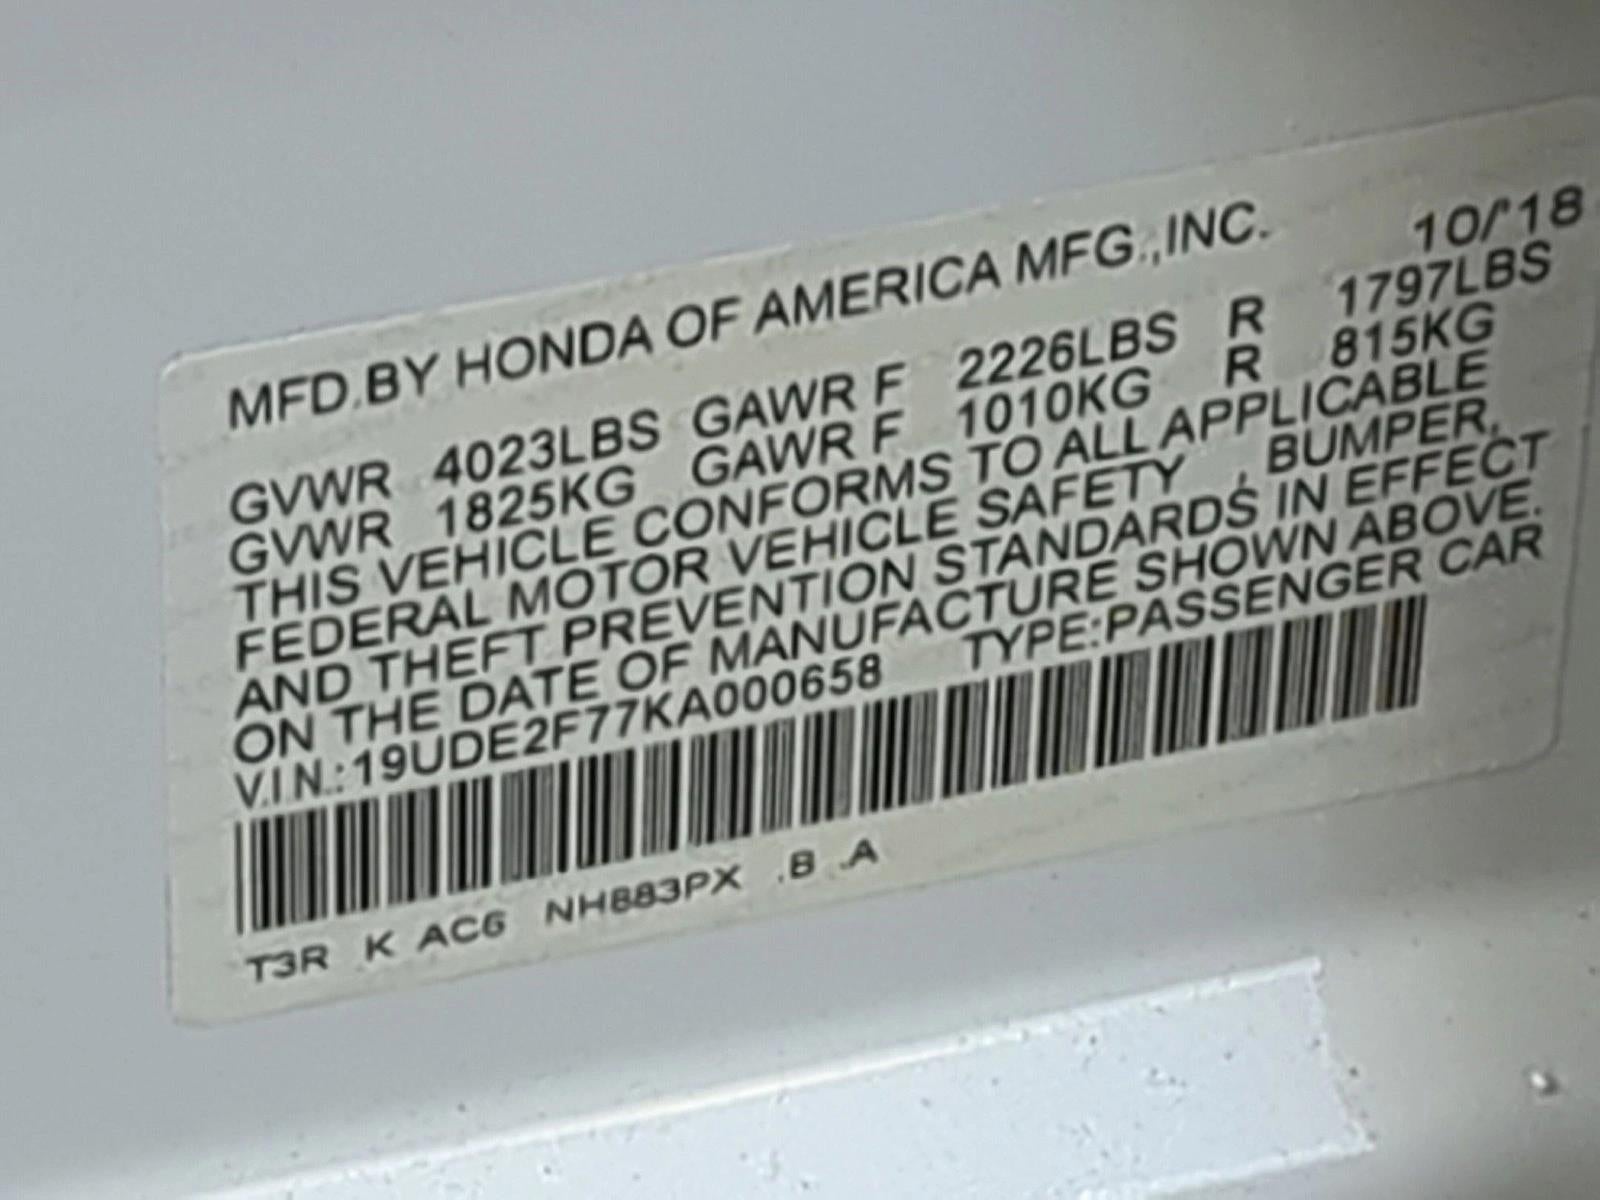 MFD.BY HONDA OF AMERICA MFG.,INC. 10/'18
GVWR 4023LBS GAWR F 2226LBS R 1797LBS
GVWR 1825KG GAWR F 1010KG R 815KG
THIS VEHICLE CONFORMS TO ALL APPLICABLE
FEDERAL MOTOR VEHICLE SAFETY , BUMPER,
AND THEFT PREVENTION STANDARDS IN EFFECT
ON THE DATE OF MANUFACTURE SHOWN ABOVE.
V.I.N.:19UDE2F77KA000658 TYPE:PASSENGER CAR
T3R K AC6 NH883PX .B .A